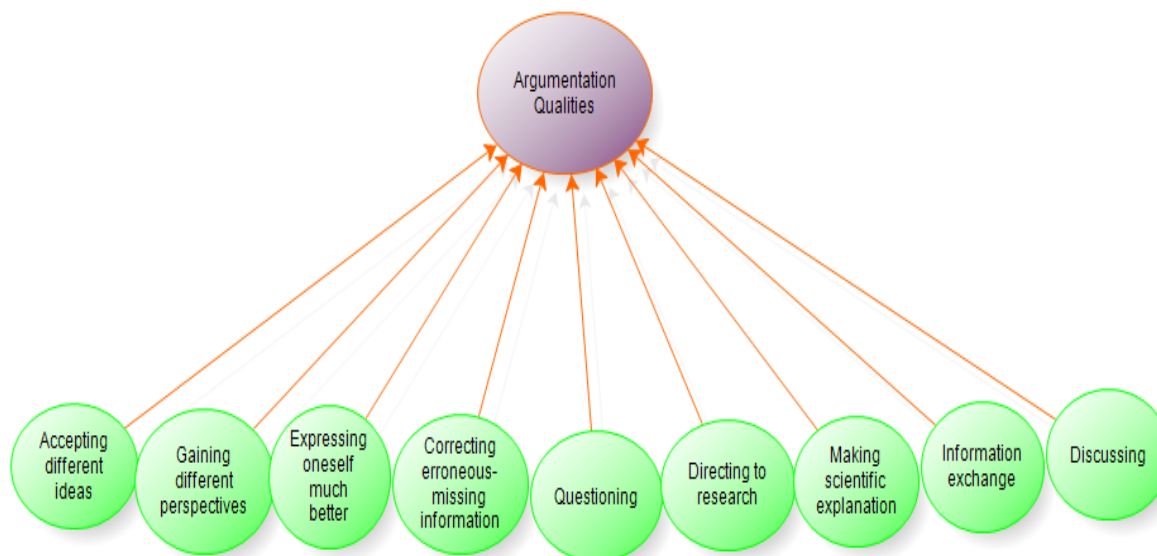 Argumentation
Qualities
Accepting
different
ideas
Gaining
different
perspectives
Expressing
oneself
much
better
Correcting
erroneous-
missing
information
Questioning
Directing to
research
Making
scientific
explanation
Information
exchange
Discussing